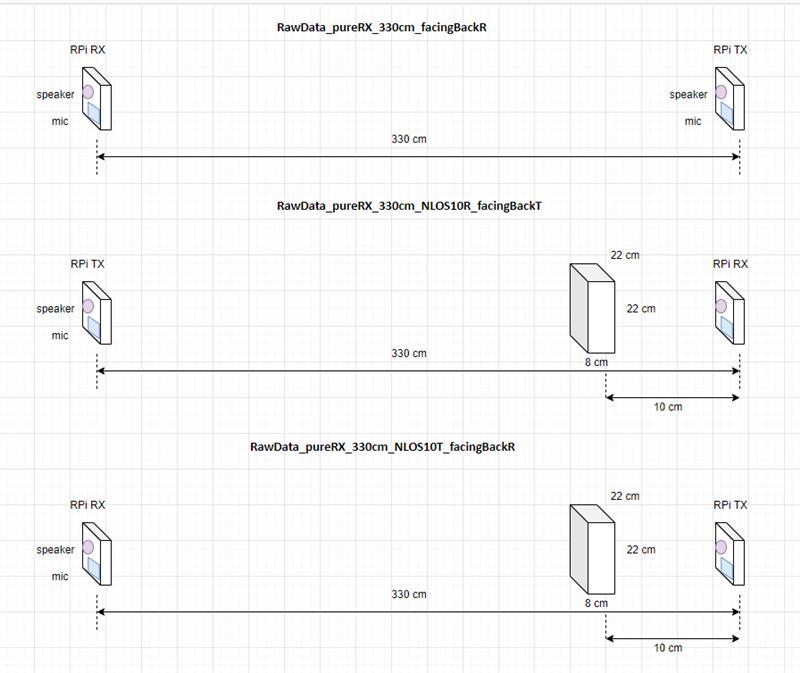 RawData_pureRX_330cm_facingBackR
RPi RX
RPi TX
speaker
speaker
mic
mic
330 cm
RawData_pureRX_330cm_NLOS10R_facingBackT
22 cm
RPi TX
RPi RX
speaker
22 cm
mic
330 cm
8 cm
10 cm
RawData_pureRX_330cm_NLOS10T_facingBackR
22 cm
RPi RX
RPi TX
speaker
22 cm
mic
330 cm
8 cm
10 cm